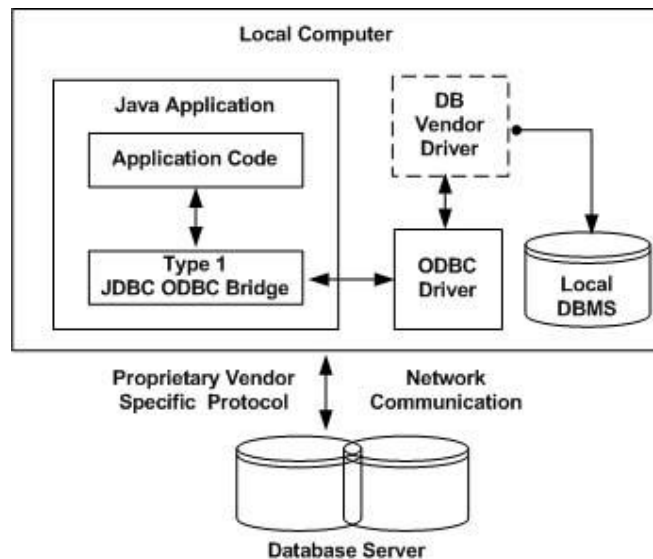 Local Computer
Java Application
Application Code
Type 1
JDBC ODBC Bridge
DB
Vendor
Driver
ODBC
Driver
Local
DBMS
Proprietary Vendor
Specific Protocol
Network
Communication
Database Server